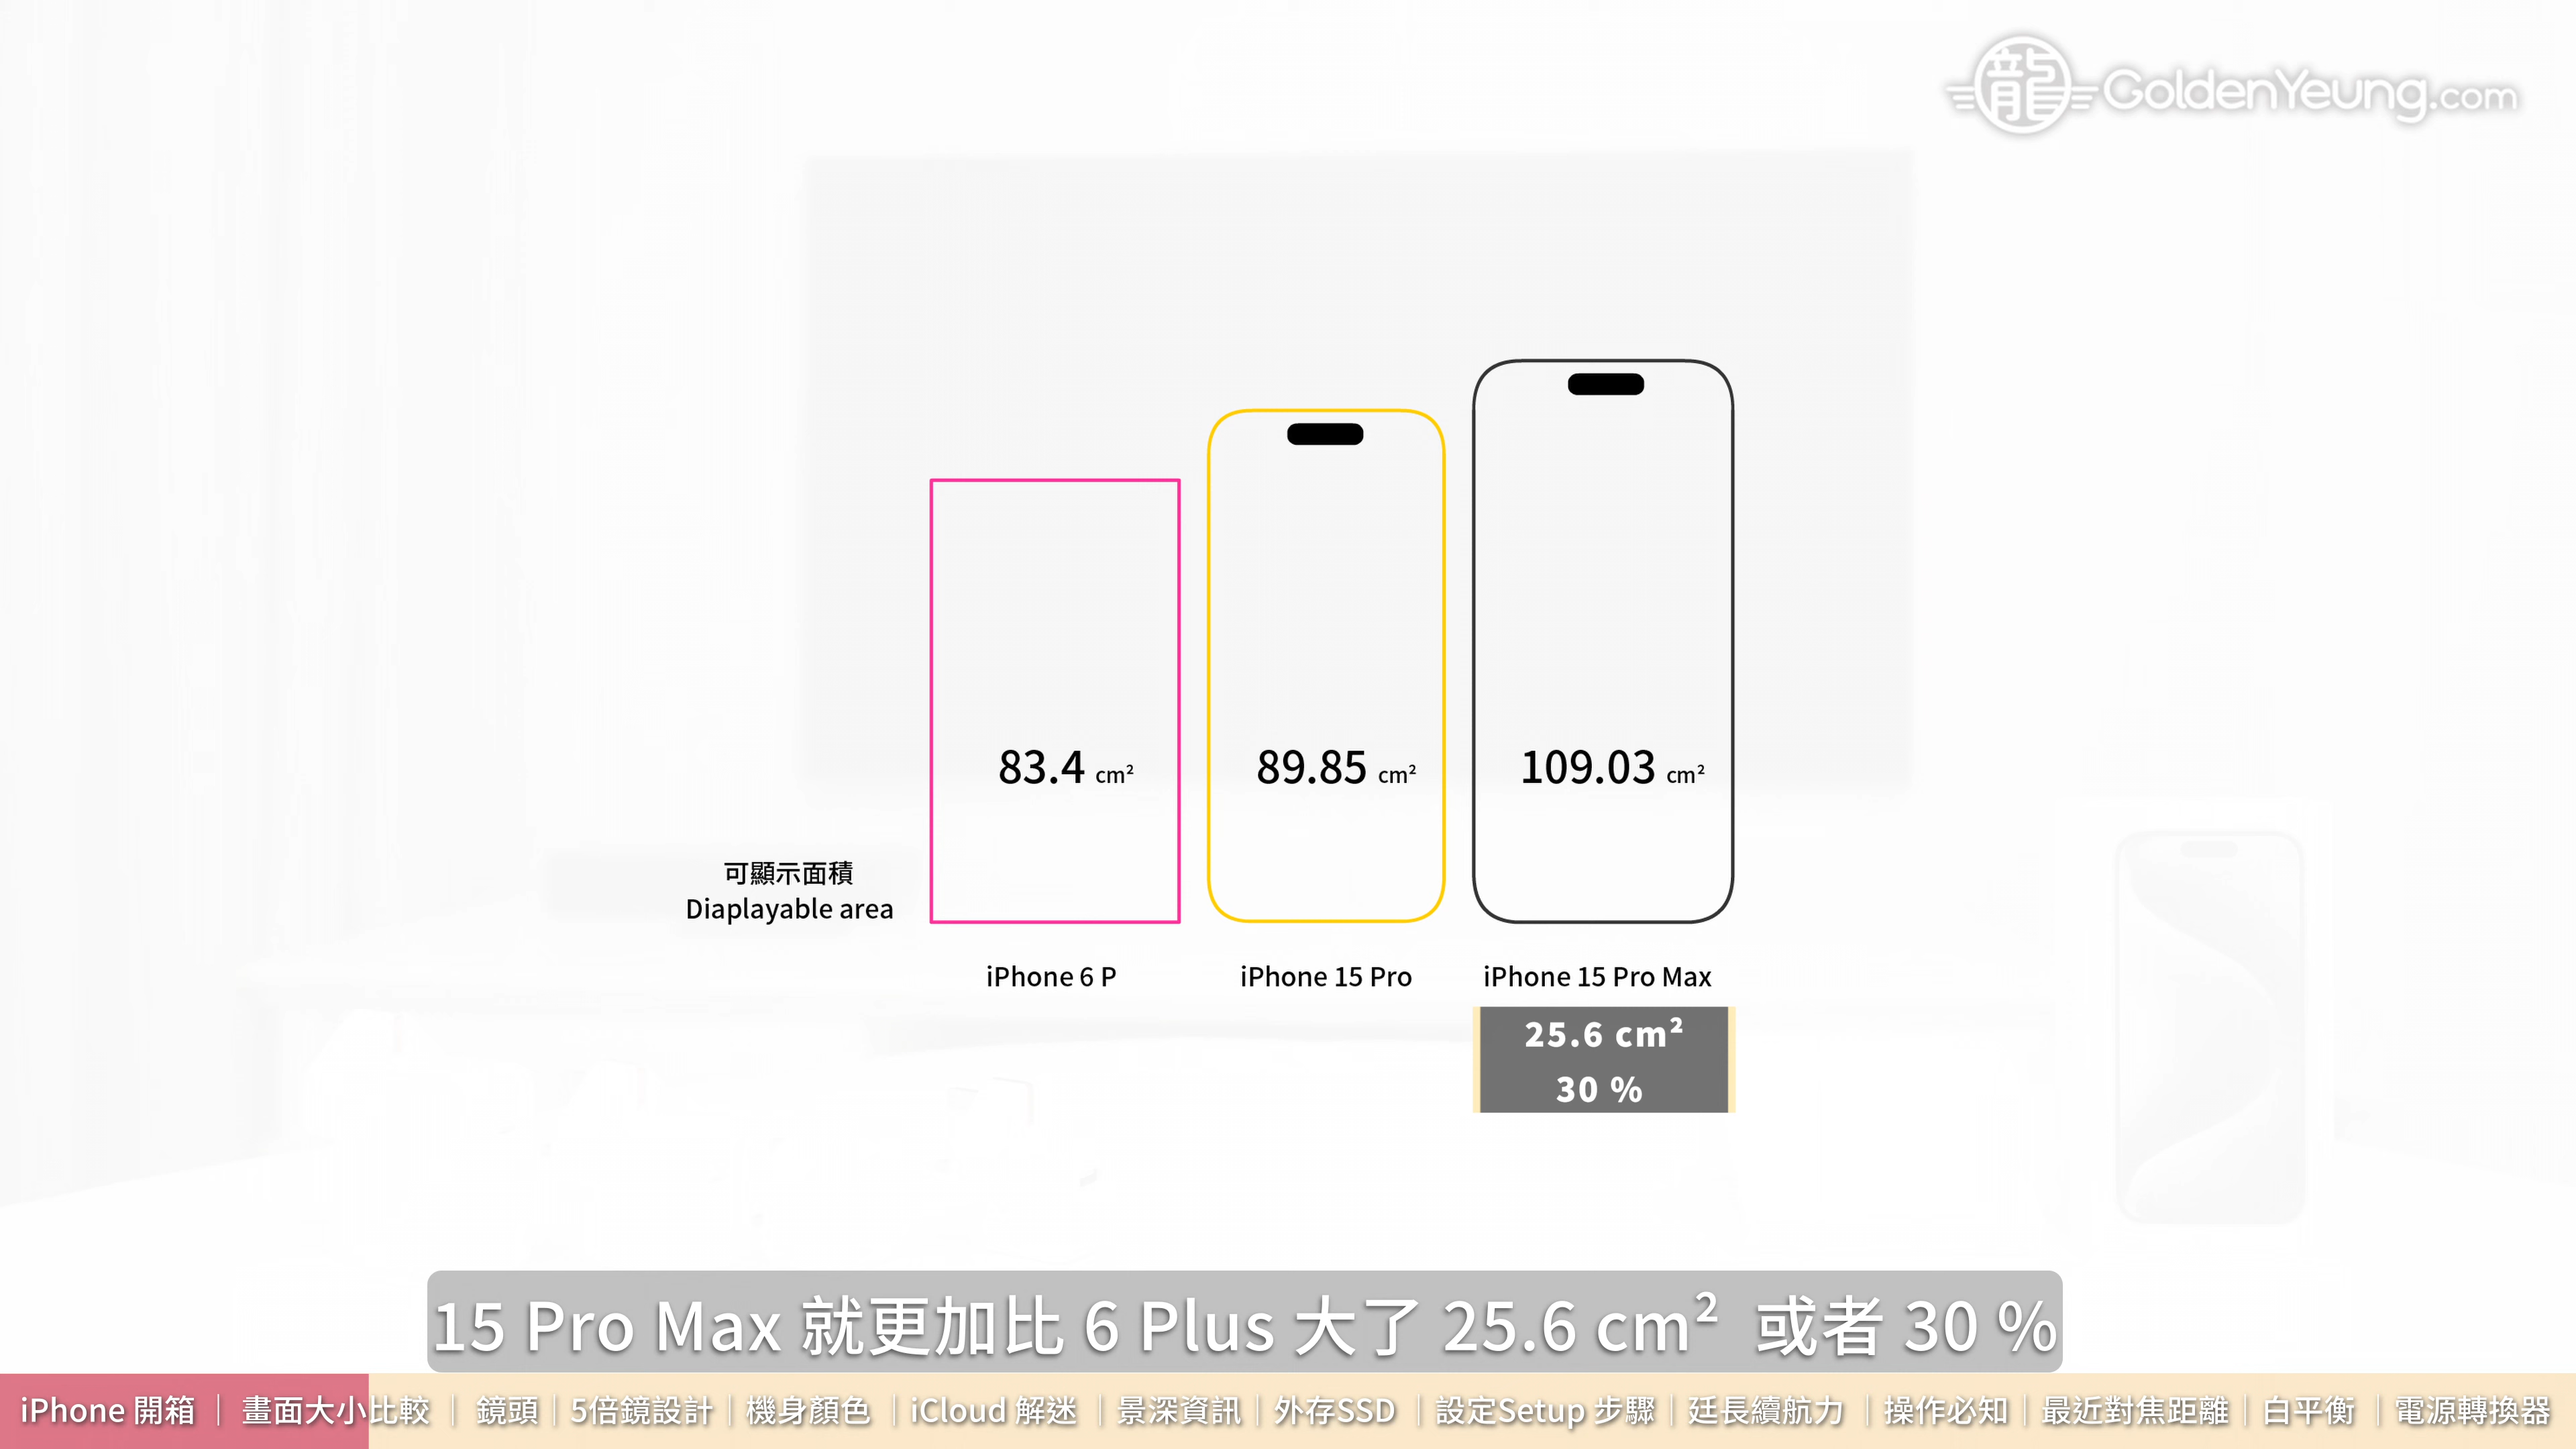 龍 GoldenYeung.com
83.4 cm²
89.85 cm²
109.03 cm²
可顯示面積
Diaplayable area
iPhone 6 P
iPhone 15 Pro
iPhone 15 Pro Max
25.6 cm²
30 %
15 Pro Max 就更加比 6 Plus 大了 25.6 cm² 或者 30 %
iPhone 開箱 | 畫面大小比較 | 鏡頭 | 5倍鏡設計 | 機身顏色 | iCloud 解迷 | 景深資訊 | 外存SSD | 設定Setup 步驟 | 廷長續航力 | 操作必知 | 最近對焦距離 | 白平衡 | 電源轉換器